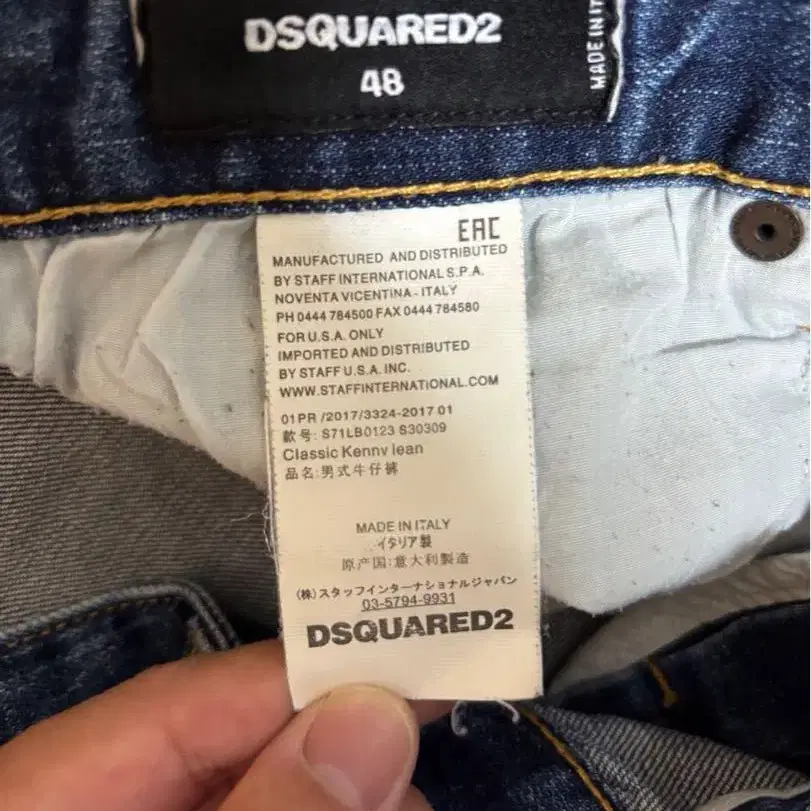 DSQUARED2
48
MADE IN IT
EAC
MANUFACTURED AND DISTRIBUTED
BY STAFF INTERNATIONAL S.P.A.
NOVENTA VICENTINA - ITALY
PH 0444 784500 FAX 0444 784580
FOR U.S.A. ONLY
IMPORTED AND DISTRIBUTED
BY STAFF U.S.A. INC.
WWW.STAFFINTERNATIONAL.COM
01PR /2017/3324-2017 01
款号: S71LB0123 S30309
Classic Kenny Jean
品名:男式牛仔裤
MADE IN ITALY
イタリア製
原产国:意大利製造
(株)スタッフインターナショナルジャパン
03-5794-9931
DSQUARED2